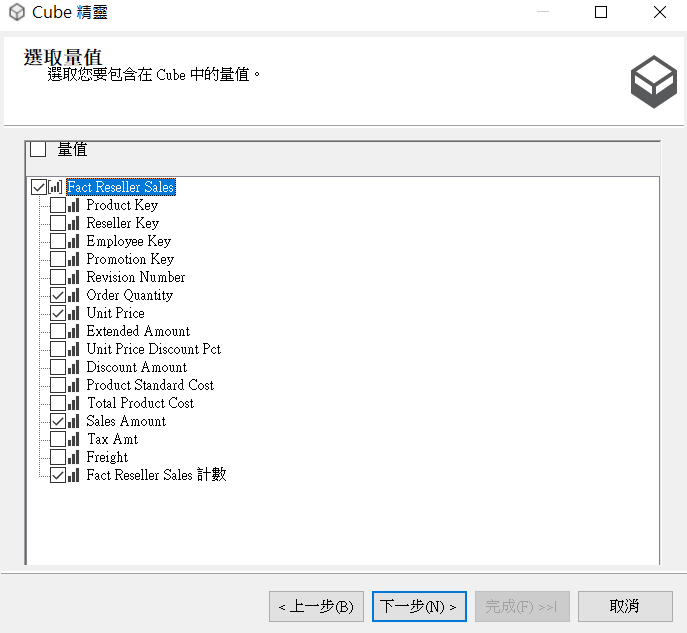 Cube 精靈
選取量值
選取您要包含在 Cube 中的量值。
量值
Fact Reseller Sales
Product Key
Reseller Key
Employee Key
Promotion Key
Revision Number
Order Quantity
Unit Price
Extended Amount
Unit Price Discount Pct
Discount Amount
Product Standard Cost
Total Product Cost
Sales Amount
Tax Amt
Freight
Fact Reseller Sales 計數
< 上一步(B) 下一步(N) > 完成(F) >>| 取消